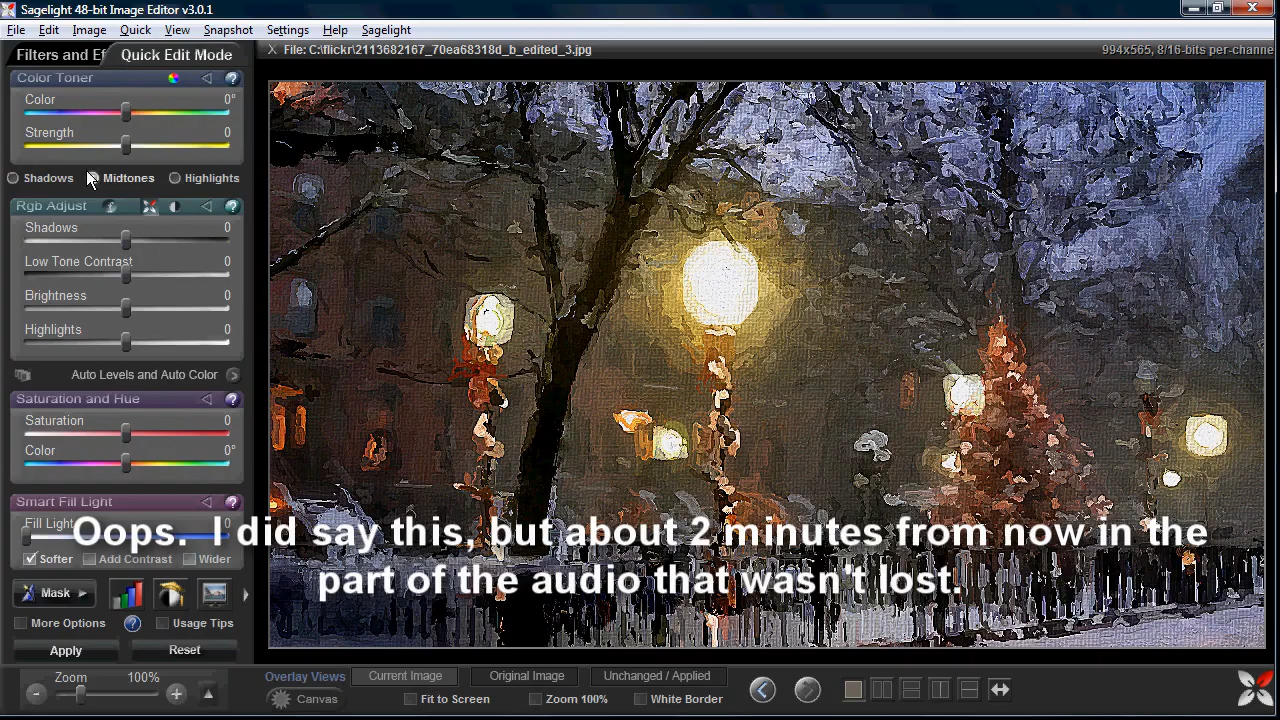 Sagelight 48-bit Image Editor v3.0.1
File Edit Image Quick View Snapshot Settings Help Sagelight
Filters and Ef Quick Edit Mode
X File: C:\flickr\2113682167_70ea68318d_b_edited_3.jpg 994x565, 8/16-bits per-channe
Color Toner
Color 0°
Strength 0
Shadows Midtones Highlights
Rgb Adjust
Shadows 0
Low Tone Contrast 0
Brightness 0
Highlights 0
Auto Levels and Auto Color
Saturation and Hue
Saturation 0
Color 0°
Smart Fill Light
Fill Light 0
Oops. I did say this, but about 2 minutes from now in the
part of the audio that wasn't lost.
Softer Add Contrast Wider
Mask
More Options Usage Tips
Apply Reset
Zoom 100%
Overlay Views Current Image Original Image Unchanged / Applied
Canvas Fit to Screen Zoom 100% White Border